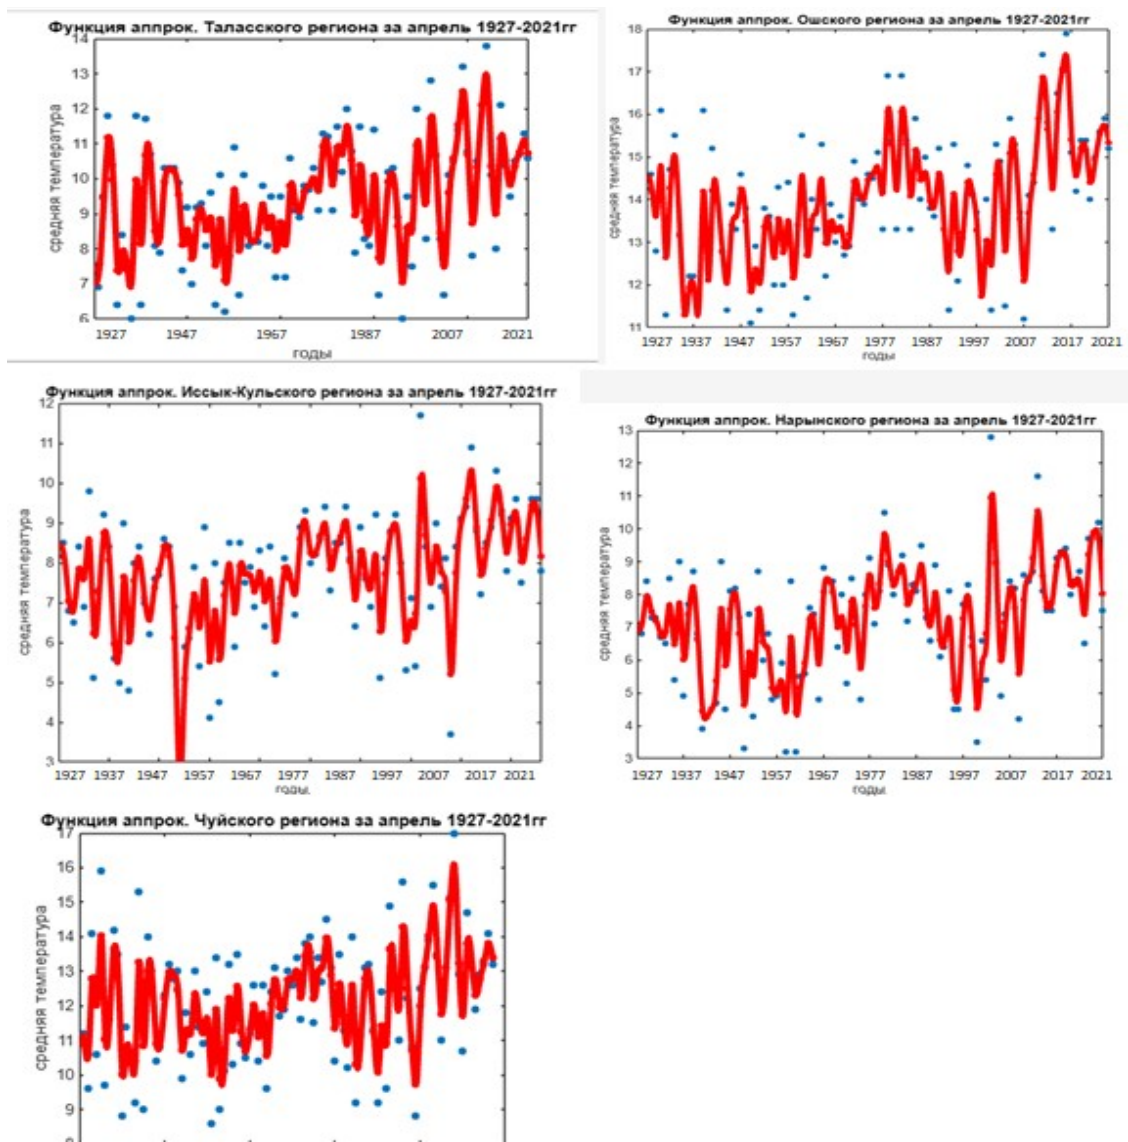 Функция аппрок. Таласского региона за апрель 1927-2021гг
14
13
12
11
10
9
8
7
6
средняя температура
1927 1947 1967 1987 2007 2021
годы
Функция аппрок. Ошского региона за апрель 1927-2021гг
18
17
16
15
14
13
12
11
средняя температура
1927 1937 1947 1957 1967 1977 1987 1997 2007 2017 2021
годы
Функция аппрок. Иссык-Кульского региона за апрель 1927-2021гг
12
11
10
9
8
7
6
5
4
3
средняя температура
1927 1937 1947 1957 1967 1977 1987 1997 2007 2017 2021
годы.
Функция аппрок. Нарынского региона за апрель 1927-2021гг
13
12
11
10
9
8
7
6
5
4
3
средняя температура
1927 1937 1947 1957 1967 1977 1987 1997 2007 2017 2021
годы.
Функция аппрок. Чуйского региона за апрель 1927-2021гг
17
16
15
14
13
12
11
10
9
средняя температура